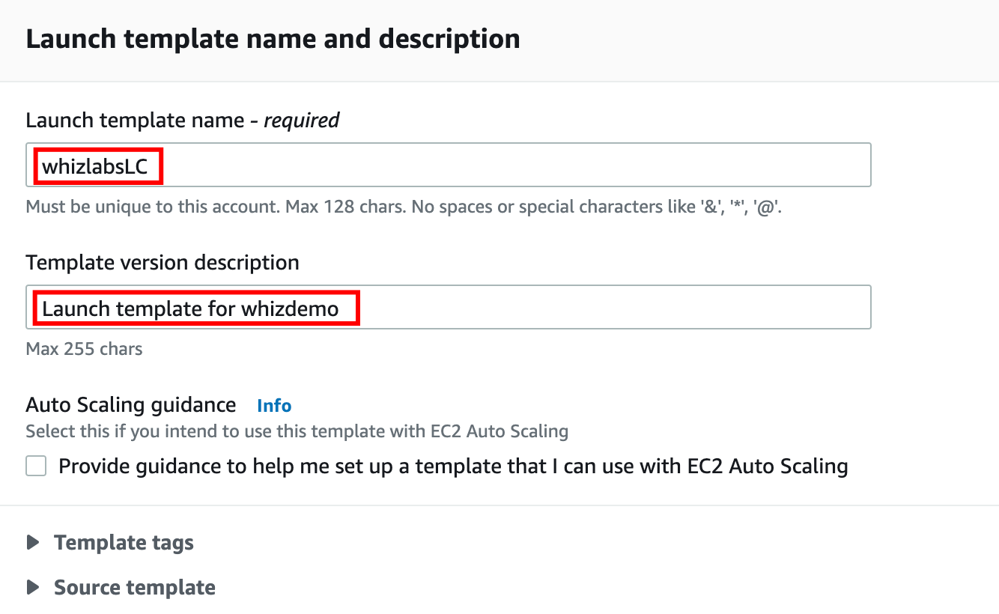 Launch template name and description
Launch template name - required
whizlabsLC
Must be unique to this account. Max 128 chars. No spaces or special characters like '&', '*', '@'.
Template version description
Launch template for whizdemo
Max 255 chars
Auto Scaling guidance Info
Select this if you intend to use this template with EC2 Auto Scaling
Provide guidance to help me set up a template that I can use with EC2 Auto Scaling
Template tags
Source template